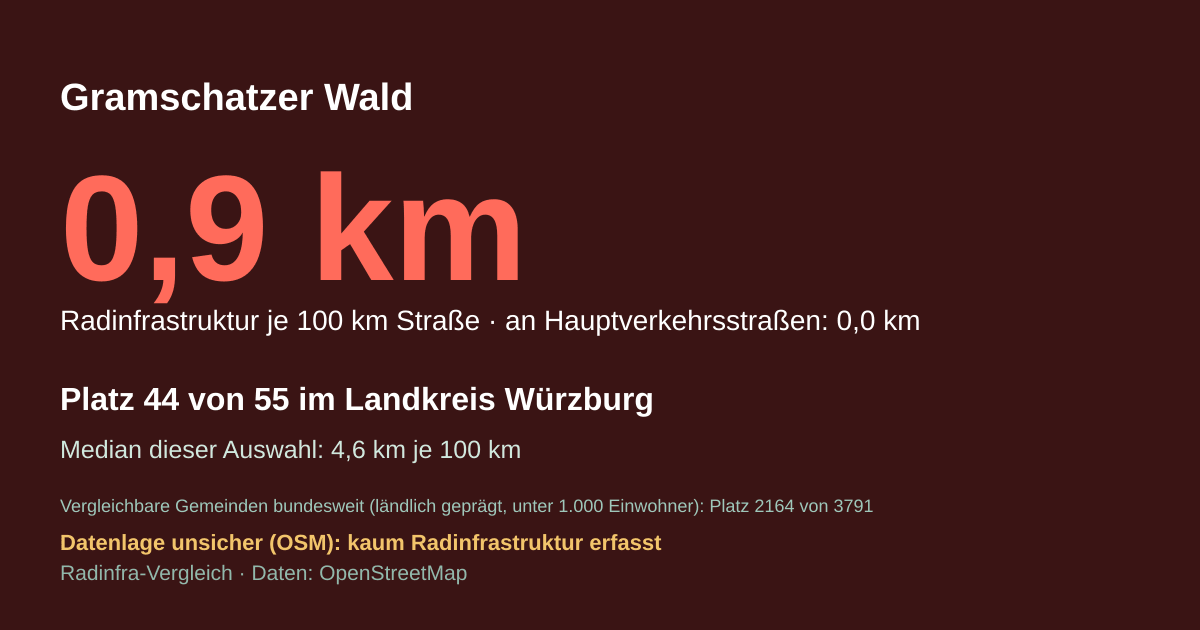 Gramschatzer Wald
0,9 km
Radinfrastruktur je 100 km Straße · an Hauptverkehrsstraßen: 0,0 km
Platz 44 von 55 im Landkreis Würzburg
Median dieser Auswahl: 4,6 km je 100 km
Vergleichbare Gemeinden bundesweit (ländlich geprägt, unter 1.000 Einwohner): Platz 2164 von 3791
Datenlage unsicher (OSM): kaum Radinfrastruktur erfasst
Radinfra-Vergleich · Daten: OpenStreetMap